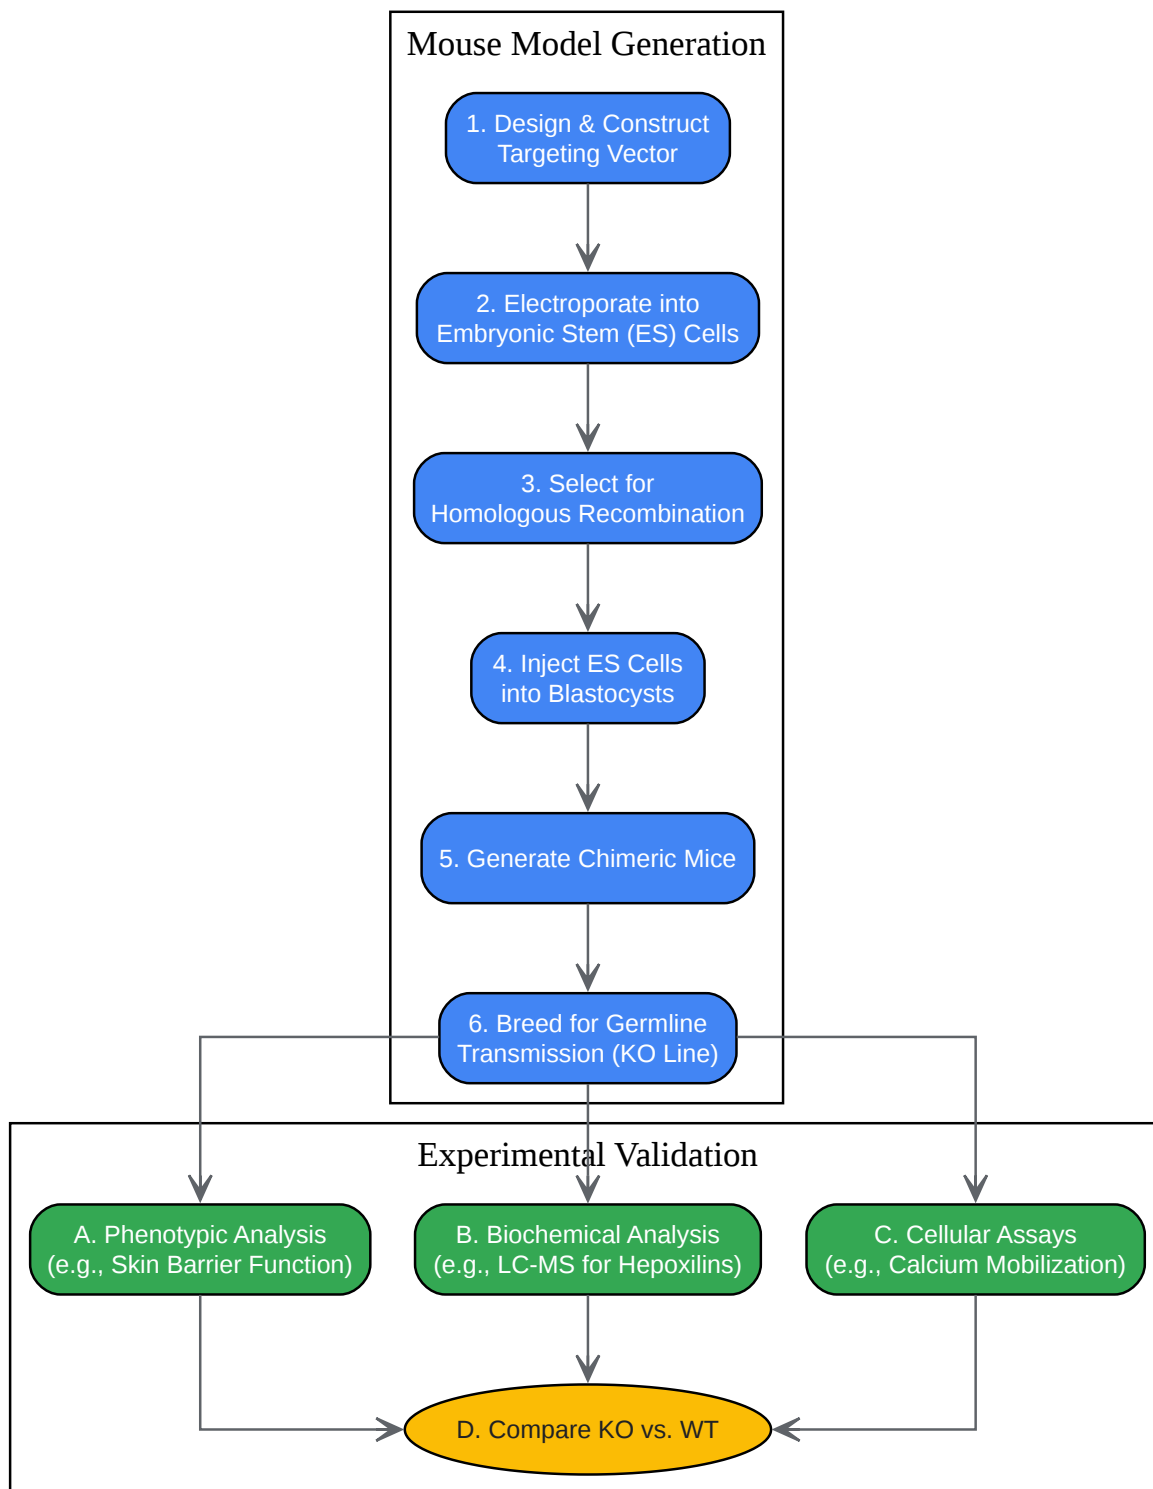 Mouse Model Generation
1. Design & Construct
Targeting Vector
2. Electroporate into
Embryonic Stem (ES) Cells
3. Select for
Homologous Recombination
4. Inject ES Cells
into Blastocysts
5. Generate Chimeric Mice
6. Breed for Germline
Transmission (KO Line)
Experimental Validation
A. Phenotypic Analysis
(e.g., Skin Barrier Function)
B. Biochemical Analysis
(e.g., LC-MS for Hepoxilins)
C. Cellular Assays
(e.g., Calcium Mobilization)
D. Compare KO vs. WT